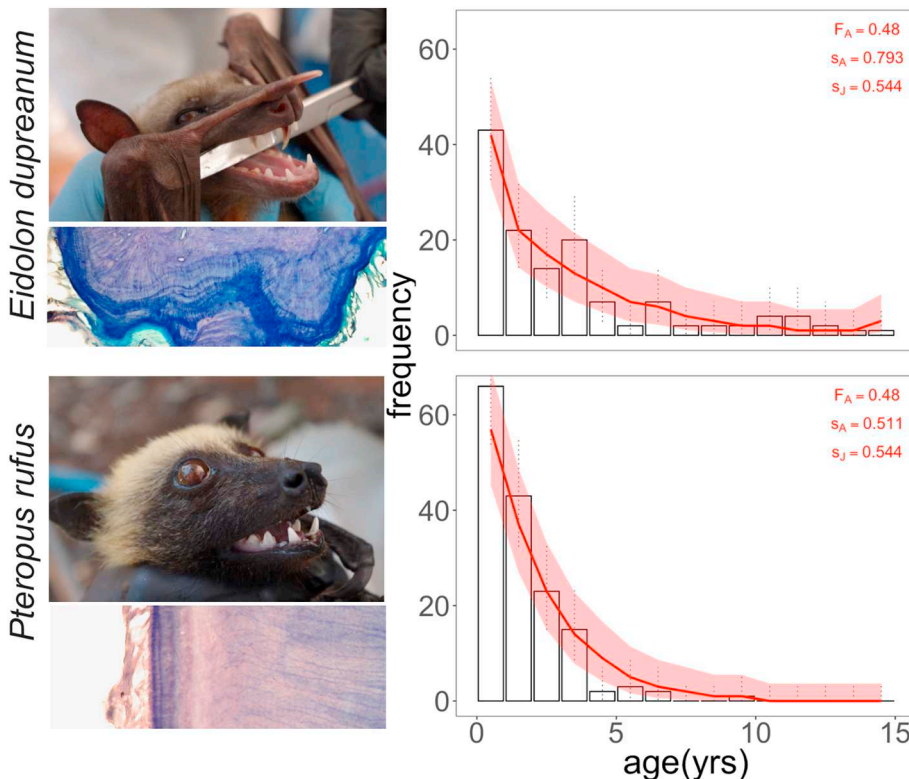 Eidolon dupreanum
Pteropus rufus
frequency
60
40
20
0
F_A = 0.48
s_A = 0.793
s_J = 0.544
60
40
20
0
F_A = 0.48
s_A = 0.511
s_J = 0.544
0
5
10
15
age(yrs)